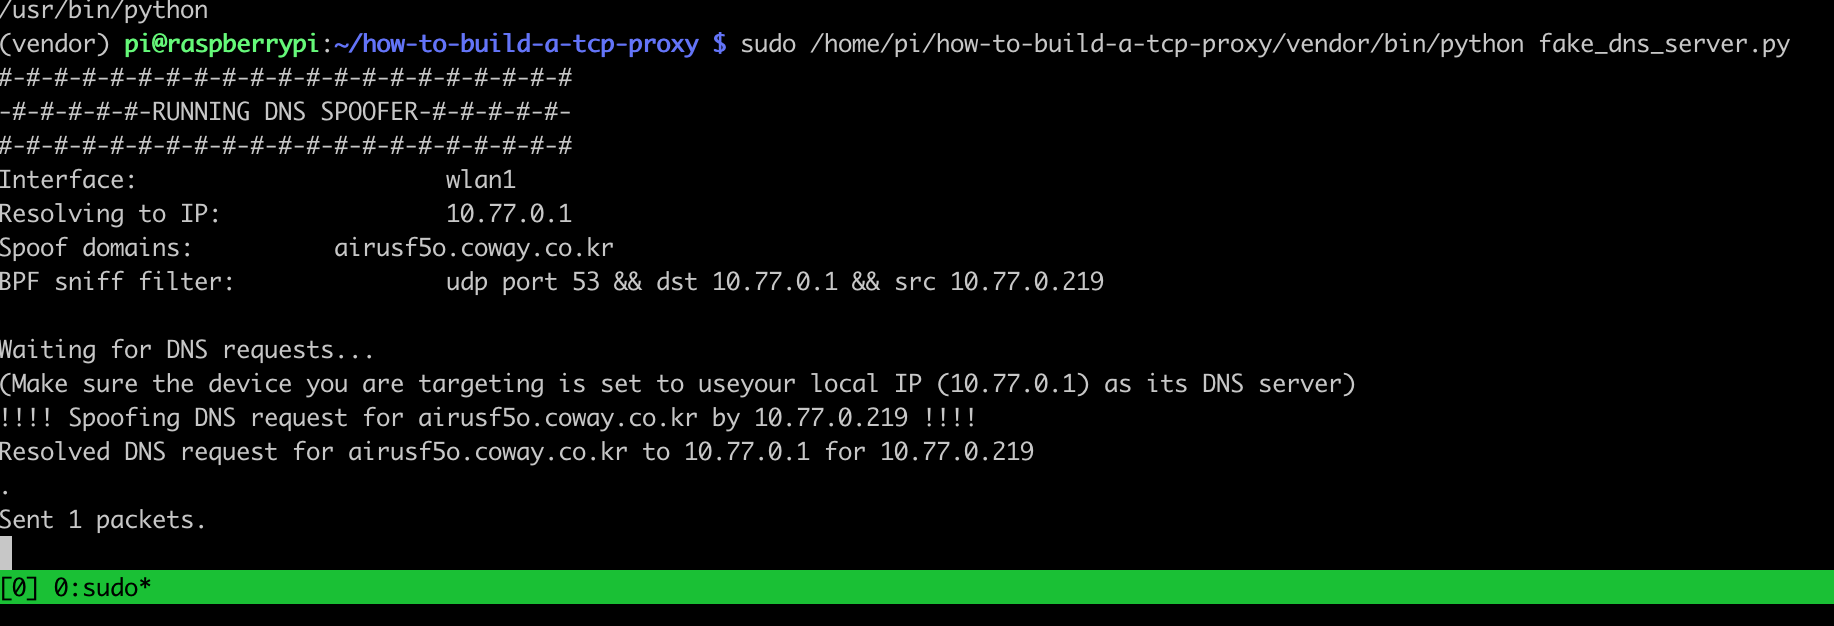 /usr/bin/python
(vendor) pi@raspberrypi:~/how-to-build-a-tcp-proxy $ sudo /home/pi/how-to-build-a-tcp-proxy/vendor/bin/python fake_dns_server.py
#-#-#-#-#-#-#-#-#-#-#-#-#-#-#-#-#-#-#-#-#
-#-#-#-#-#-RUNNING DNS SPOOFER-#-#-#-#-#-
#-#-#-#-#-#-#-#-#-#-#-#-#-#-#-#-#-#-#-#-#
Interface: wlan1
Resolving to IP: 10.77.0.1
Spoof domains: airusf5o.coway.co.kr
BPF sniff filter: udp port 53 && dst 10.77.0.1 && src 10.77.0.219
Waiting for DNS requests...
(Make sure the device you are targeting is set to useyour local IP (10.77.0.1) as its DNS server)
!!!! Spoofing DNS request for airusf5o.coway.co.kr by 10.77.0.219 !!!!
Resolved DNS request for airusf5o.coway.co.kr to 10.77.0.1 for 10.77.0.219
.
Sent 1 packets.
[0] 0:sudo*